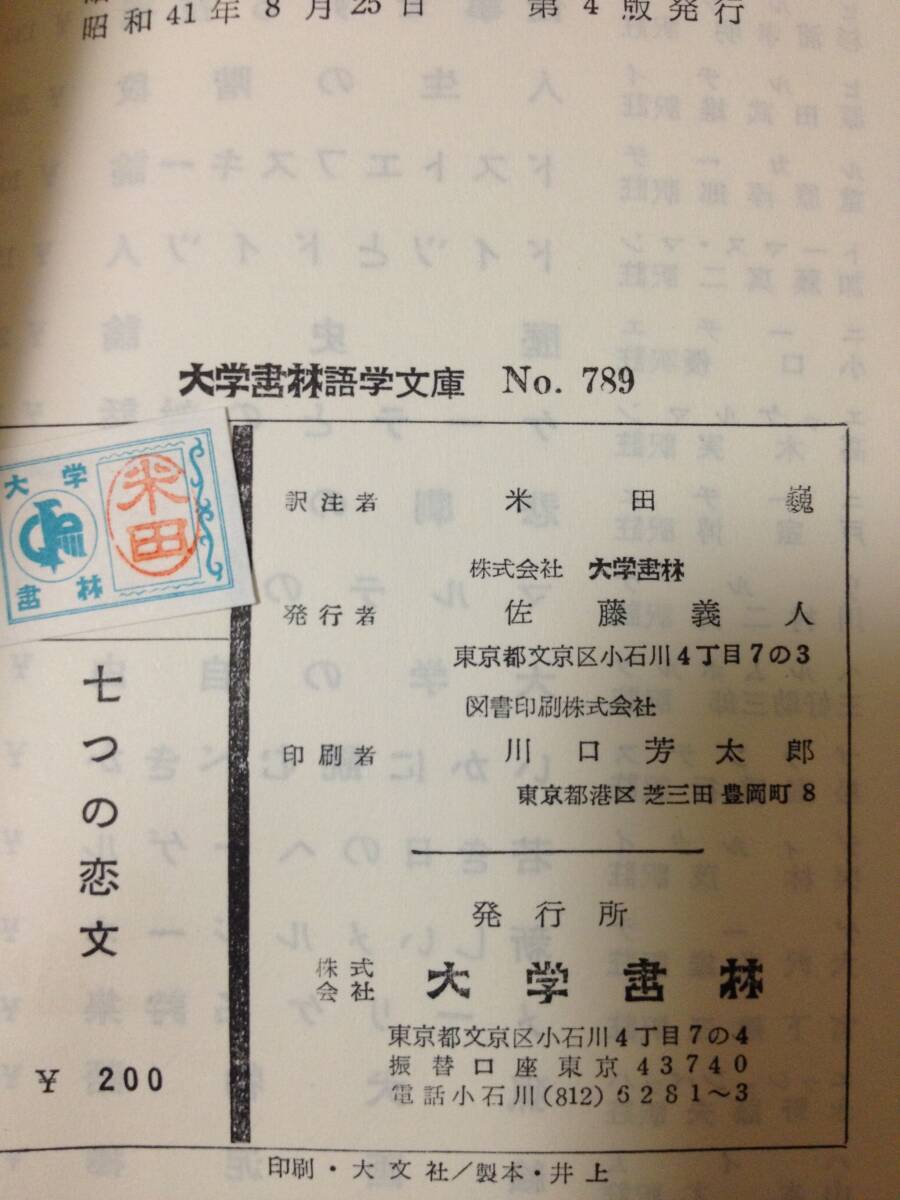 昭和41年8月25日 第4版発行
大学書林語学文庫 No. 789
大学
書林
米田
七つの恋文
¥ 200
訳注者 米田巍
株式会社 大学書林
発行者 佐藤義人
東京都文京区小石川4丁目7の3
図書印刷株式会社
印刷者 川口芳太郎
東京都港区芝三田豊岡町8
発行所
株式会社 大学書林
東京都文京区小石川4丁目7の4
振替口座東京43740
電話小石川(812)6281〜3
印刷・大文社/製本・井上